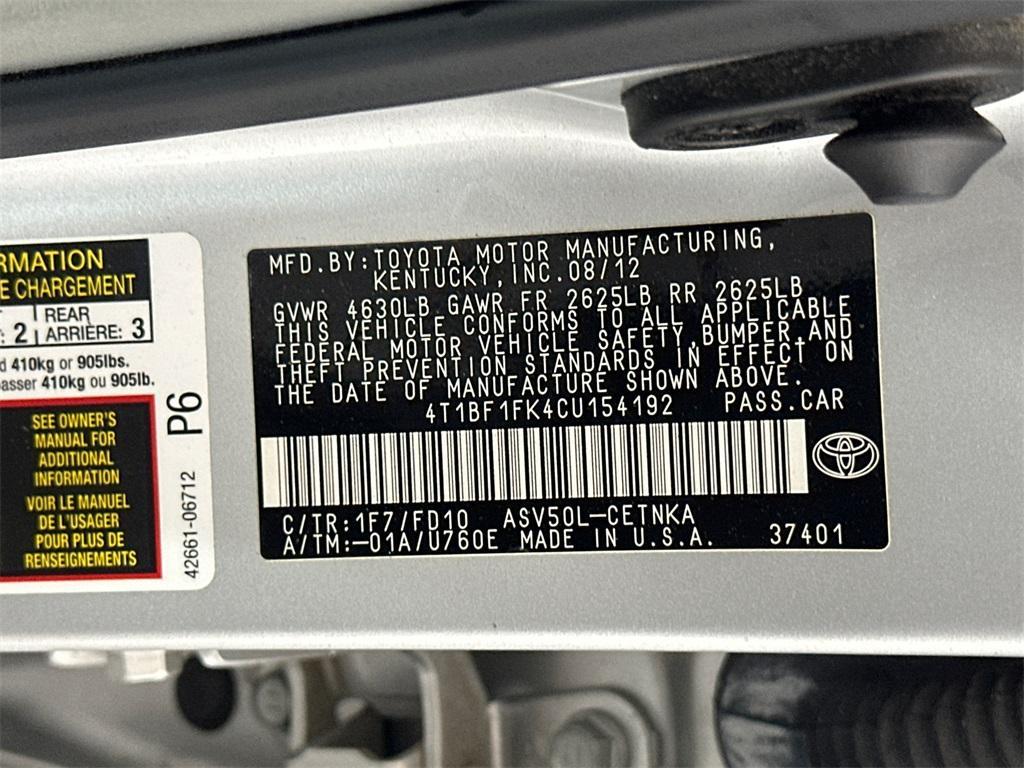 RMATION
E CHARGEMENT
: 2
REAR
ARRIÈRE: 3
d 410kg or 905lbs.
asser 410kg ou 905lb.
SEE OWNER'S
MANUAL FOR
ADDITIONAL
INFORMATION
VOIR LE MANUEL
DE L'USAGER
POUR PLUS DE
RENSEIGNEMENTS
P6
42661-06712
MFD.BY:TOYOTA MOTOR MANUFACTURING,
KENTUCKY,INC.08/12
GVWR 4630LB GAWR FR 2625LB RR 2625LB
THIS VEHICLE CONFORMS TO ALL APPLICABLE
FEDERAL MOTOR VEHICLE SAFETY,BUMPER,AND
THEFT PREVENTION STANDARDS IN EFFECT ON
THE DATE OF MANUFACTURE SHOWN ABOVE.
4T1BF1FK4CU154192 PASS.CAR
C/TR:1F7/FD10 ASV50L-CETNKA
A/TM:-01A/U760E MADE IN U.S.A. 37401